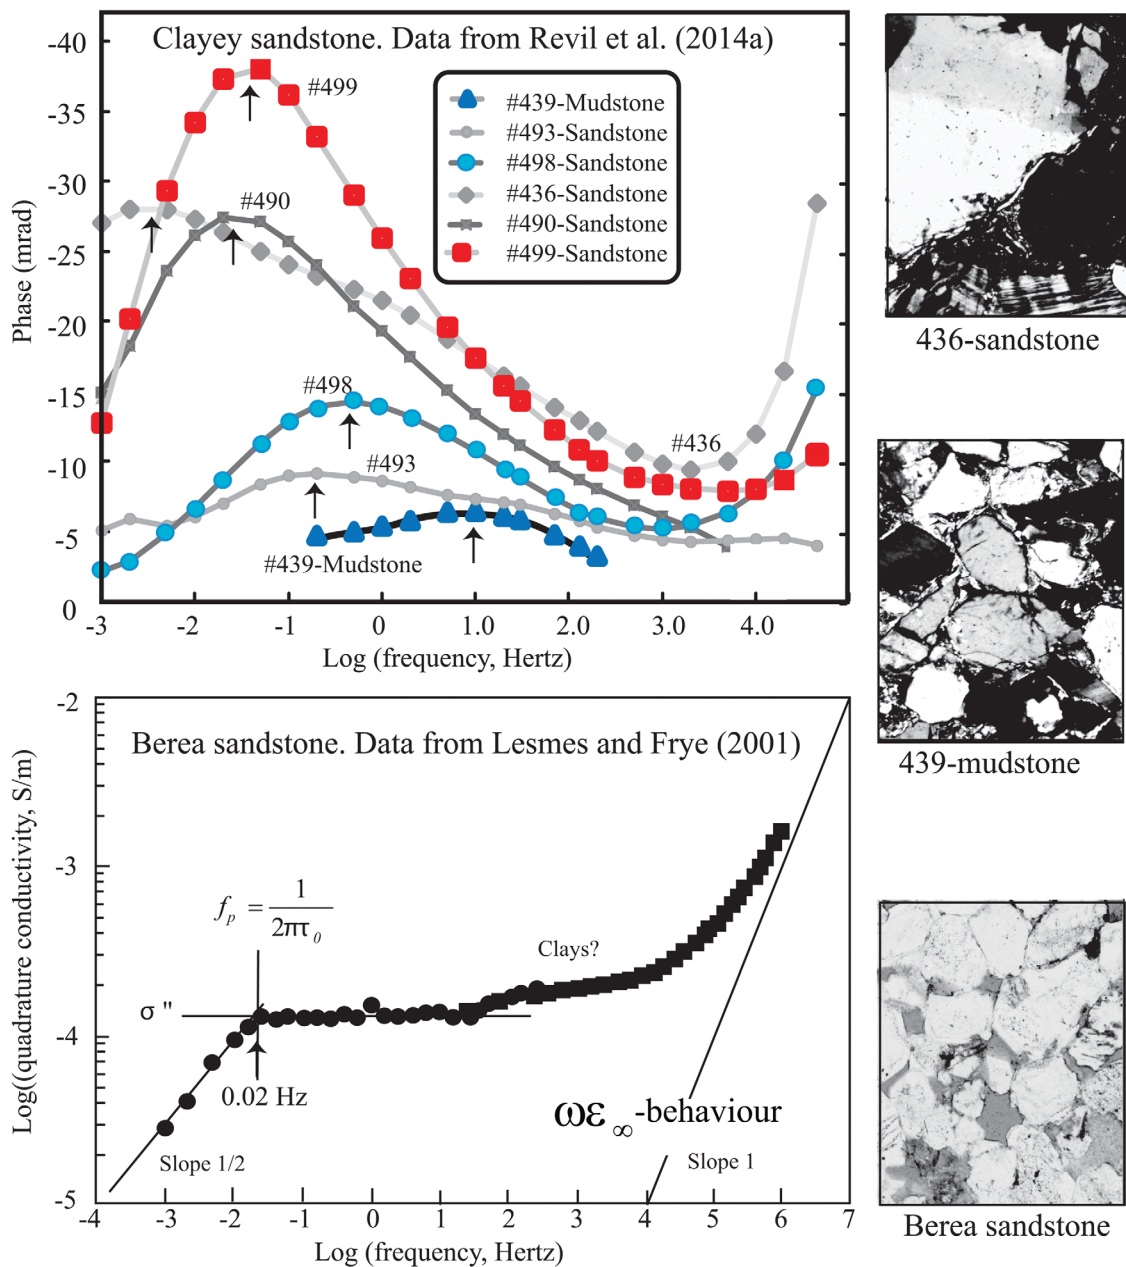 Clayey sandstone. Data from Revil et al. (2014a)
-40
-35
-30
-25
-20
-15
-10
-5
0
Phase (mrad)
#439-Mudstone
#493-Sandstone
#498-Sandstone
#436-Sandstone
#490-Sandstone
#499-Sandstone
#499
#490
#498
#493
#436
#439-Mudstone
-3 -2 -1 0 1.0 2.0 3.0 4.0
Log (frequency, Hertz)
436-sandstone
439-mudstone
Berea sandstone
Berea sandstone. Data from Lesmes and Frye (2001)
-2
-3
-4
-5
Log((quadrature conductivity, S/m)
f_p = 1/2πτ_0
σ "
0.02 Hz
Clays?
ωε_∞-behaviour
Slope 1/2
Slope 1
-4 -3 -2 -1 0 1 2 3 4 5 6 7
Log (frequency, Hertz)